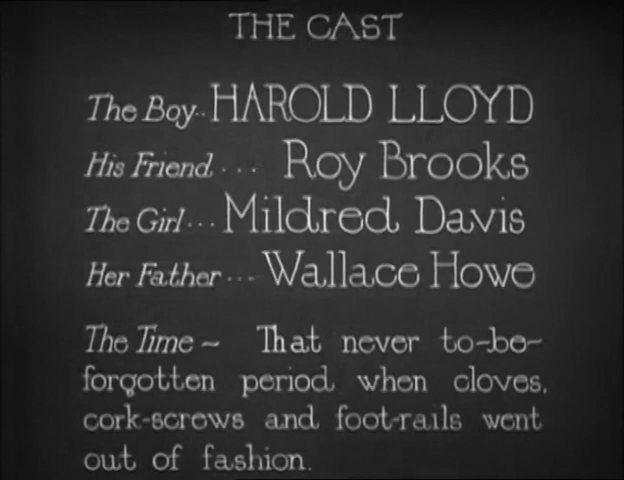 THE CAST
The Boy.. HAROLD LLOYD
His Friend ... Roy Brooks
The Girl ... Mildred Davis
Her Father ... Wallace Howe
The Time ~ That never to-be-
forgotten period when cloves,
cork-screws and foot-rails went
out of fashion.